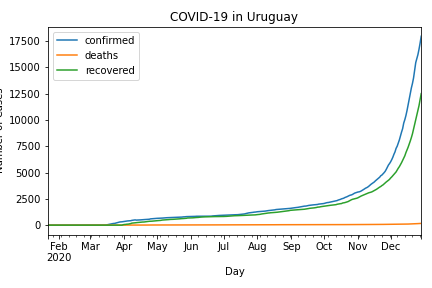 COVID-19 in Uruguay
confirmed
deaths
recovered
17500
15000
12500
10000
7500
5000
2500
0
Feb Mar Apr May Jun Jul Aug Sep Oct Nov Dec
2020
Day